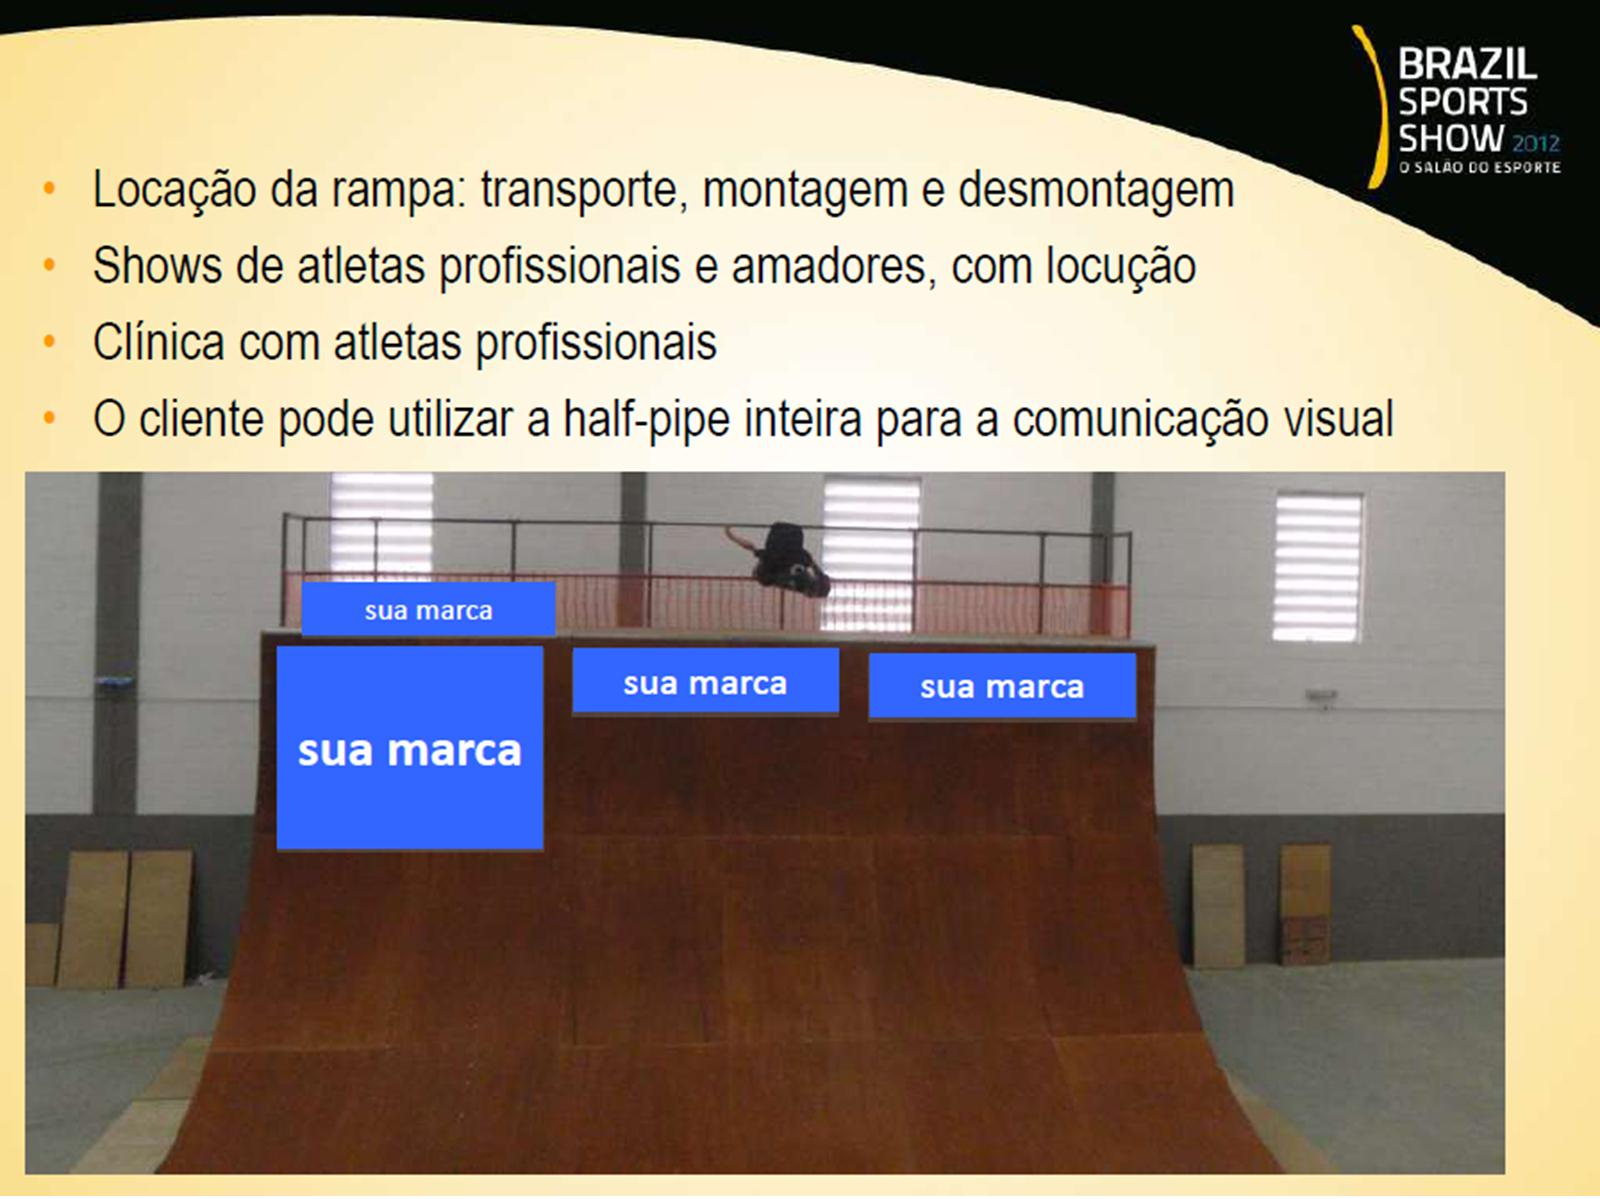 BRAZIL
SPORTS
SHOW 2012
O SALÃO DO ESPORTE
• Locação da rampa: transporte, montagem e desmontagem
• Shows de atletas profissionais e amadores, com locução
• Clínica com atletas profissionais
• O cliente pode utilizar a half-pipe inteira para a comunicação visual
sua marca
sua marca
sua marca
sua marca